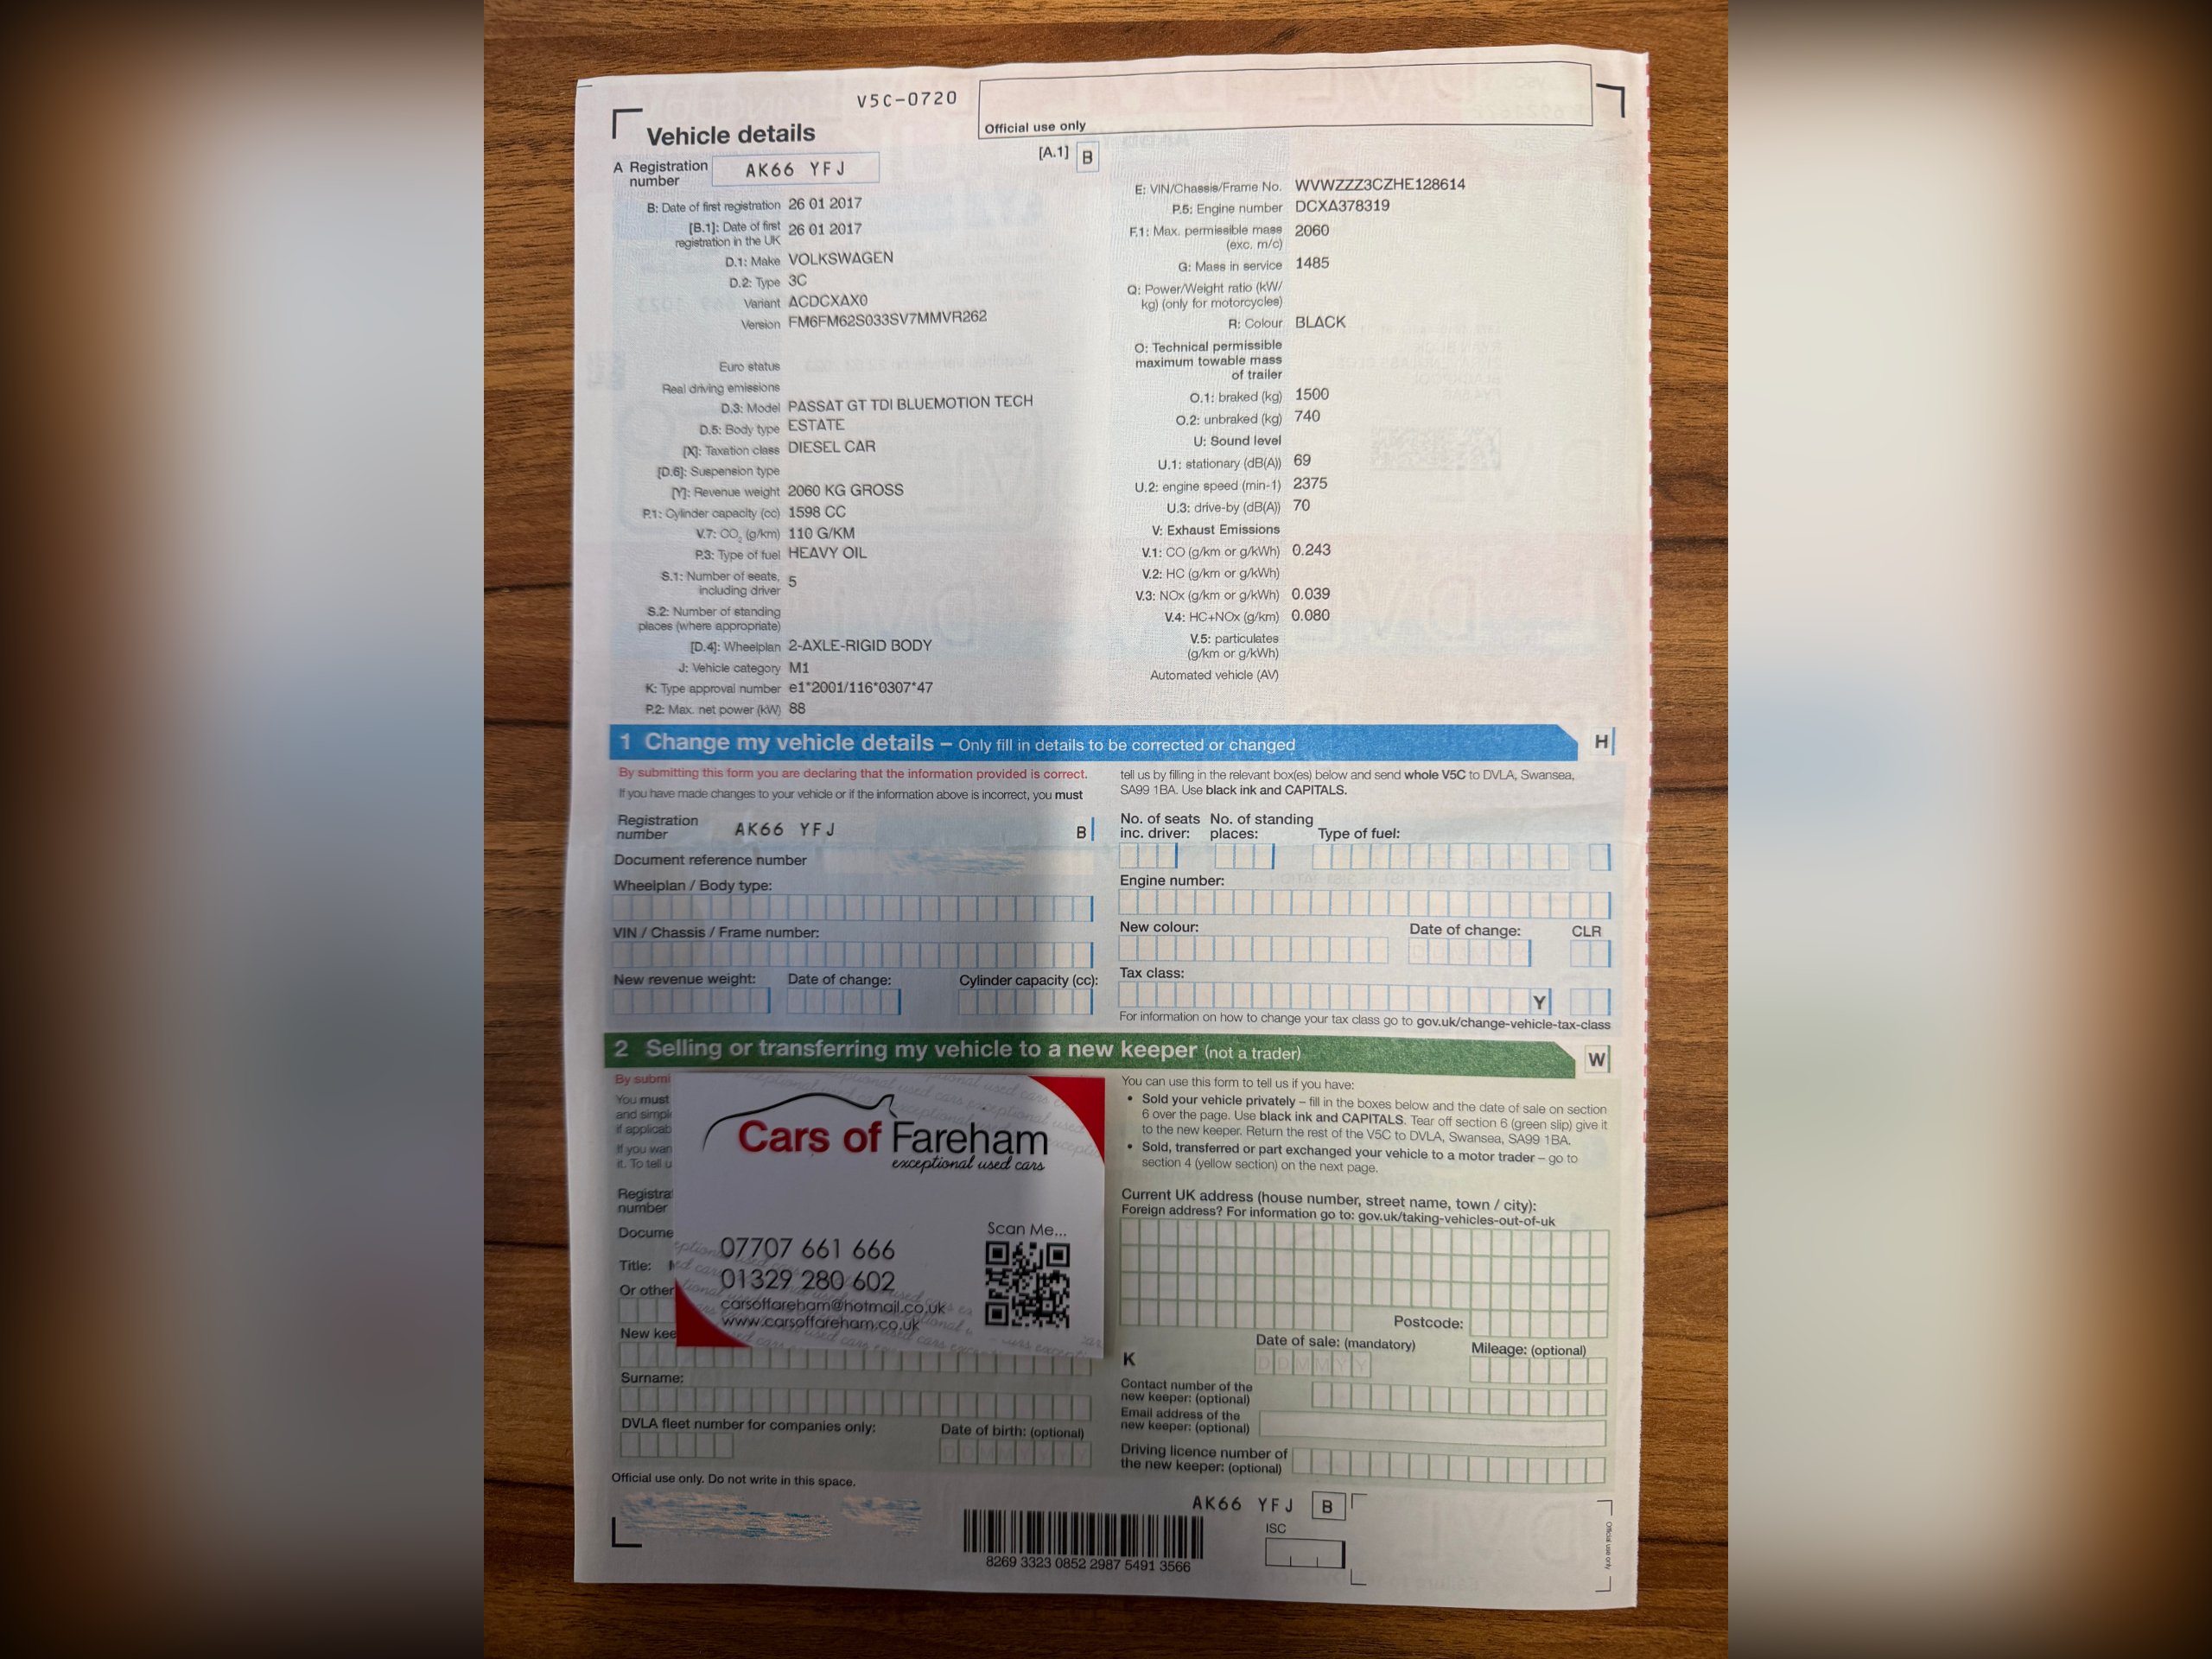 V5C-0720
Official use only
Vehicle details
A Registration number AK66 YFJ
[A.1] B
B: Date of first registration 26 01 2017
[B.1]: Date of first registration in the UK 26 01 2017
D.1: Make VOLKSWAGEN
D.2: Type 3C
Variant ACDCXAX0
Version FM6FM62S033SV7MMVR262
Euro status
Real driving emissions
D.3: Model PASSAT GT TDI BLUEMOTION TECH
D.5: Body type ESTATE
[X]: Taxation class DIESEL CAR
[D.6]: Suspension type
[Y]: Revenue weight 2060 KG GROSS
P.1: Cylinder capacity (cc) 1598 CC
V.7: CO2 (g/km) 110 G/KM
P.3: Type of fuel HEAVY OIL
S.1: Number of seats, including driver 5
S.2: Number of standing places (where appropriate)
[D.4]: Wheelplan 2-AXLE-RIGID BODY
J: Vehicle category M1
K: Type approval number e1*2001/116*0307*47
P.2: Max. net power (kW) 88
E: VIN/Chassis/Frame No. WVWZZZ3CZHE128614
P.5: Engine number DCXA378319
F.1: Max. permissible mass (exc. m/c) 2060
G: Mass in service 1485
Q: Power/Weight ratio (kW/kg) (only for motorcycles)
R: Colour BLACK
O: Technical permissible maximum towable mass of trailer
O.1: braked (kg) 1500
O.2: unbraked (kg) 740
U: Sound level
U.1: stationary (dB(A)) 69
U.2: engine speed (min-1) 2375
U.3: drive-by (dB(A)) 70
V: Exhaust Emissions
V.1: CO (g/km or g/kWh) 0.243
V.2: HC (g/km or g/kWh)
V.3: NOx (g/km or g/kWh) 0.039
V.4: HC+NOx (g/km) 0.080
V.5: particulates (g/km or g/kWh)
Automated vehicle (AV)
1 Change my vehicle details – Only fill in details to be corrected or changed H
By submitting this form you are declaring that the information provided is correct.
If you have made changes to your vehicle or if the information above is incorrect, you must
tell us by filling in the relevant box(es) below and send whole V5C to DVLA, Swansea,
SA99 1BA. Use black ink and CAPITALS.
Registration number AK66 YFJ B
Document reference number
Wheelplan / Body type:
VIN / Chassis / Frame number:
New revenue weight: Date of change: Cylinder capacity (cc):
No. of seats inc. driver: No. of standing places: Type of fuel:
Engine number:
New colour: Date of change: CLR
Tax class:
Y
For information on how to change your tax class go to gov.uk/change-vehicle-tax-class
2 Selling or transferring my vehicle to a new keeper (not a trader) W
By submi
You must
and simpl
if applicab
If you wan
it. To tell u
Registra
number
Docume
Title:
Or other
New kee
Surname:
DVLA fleet number for companies only: Date of birth: (optional)
Cars of Fareham
exceptional used cars
Scan Me...
07707 661 666
01329 280 602
carsoffareham@hotmail.co.uk
www.carsoffareham.co.uk
You can use this form to tell us if you have:
• Sold your vehicle privately – fill in the boxes below and the date of sale on section
6 over the page. Use black ink and CAPITALS. Tear off section 6 (green slip) give it
to the new keeper. Return the rest of the V5C to DVLA, Swansea, SA99 1BA.
• Sold, transferred or part exchanged your vehicle to a motor trader – go to
section 4 (yellow section) on the next page.
Current UK address (house number, street name, town / city):
Foreign address? For information go to: gov.uk/taking-vehicles-out-of-uk
Postcode:
K Date of sale: (mandatory) Mileage: (optional)
DDMMYY
Contact number of the new keeper: (optional)
Email address of the new keeper: (optional)
Driving licence number of the new keeper: (optional)
Official use only. Do not write in this space.
8269 3323 0852 2987 5491 3566
AK66 YFJ B
ISC
Official use only